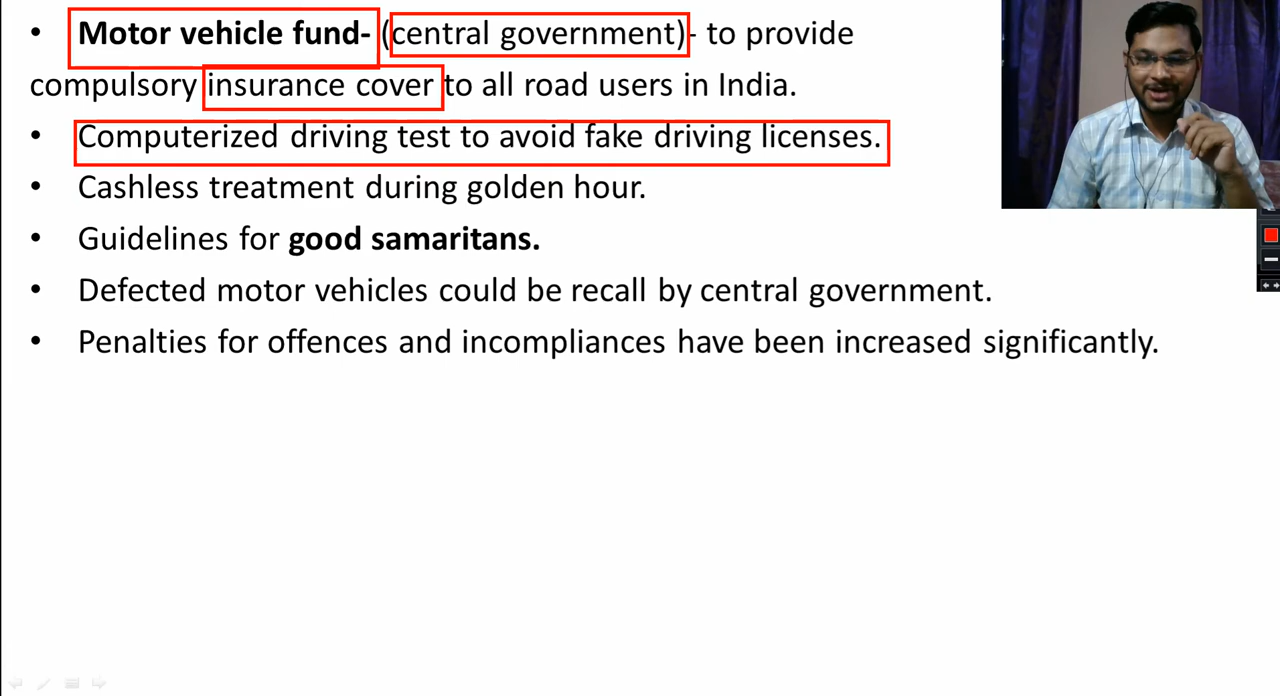 • Motor vehicle fund- (central government)- to provide
compulsory insurance cover to all road users in India.
• Computerized driving test to avoid fake driving licenses.
• Cashless treatment during golden hour.
• Guidelines for good samaritans.
• Defected motor vehicles could be recall by central government.
• Penalties for offences and incompliances have been increased significantly.